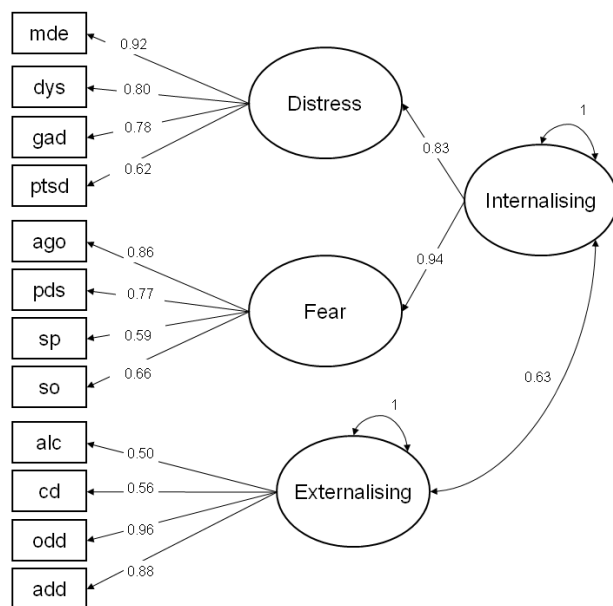 mde
0.92
dys
0.80
gad
0.78
ptsd
0.62
Distress
1
0.83
Internalising
ago
0.86
pds
0.77
sp
0.59
so
0.66
Fear
0.94
0.63
alc
0.50
cd
0.56
odd
0.96
add
0.88
1
Externalising